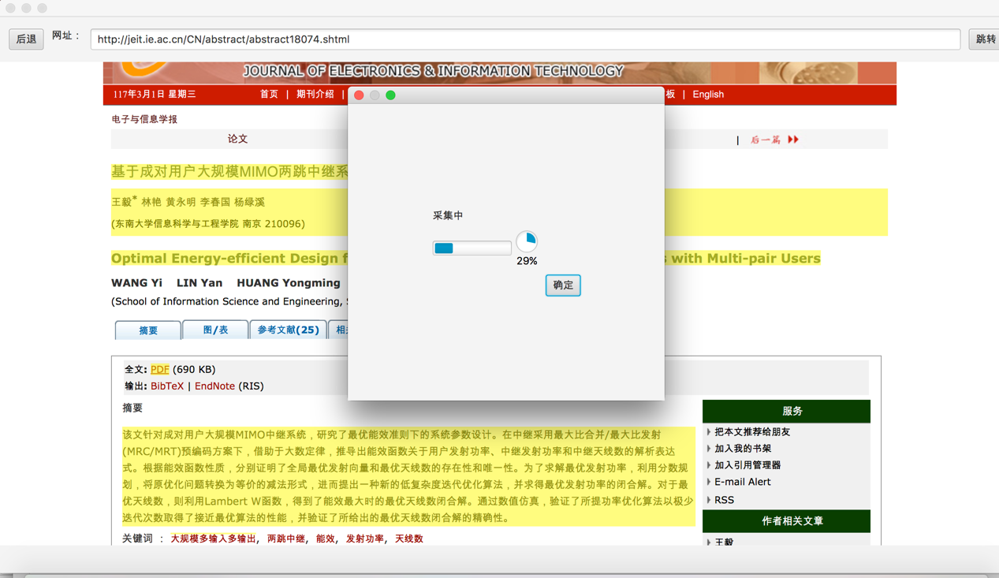 后退 网址： http://jeit.ie.ac.cn/CN/abstract/abstract18074.shtml 跳转
JOURNAL OF ELECTRONICS & INFORMATION TECHNOLOGY
117年3月1日 星期三 首页 | 期刊介绍 | 板 | English
电子与信息学报
论文 | 后一篇
基于成对用户大规模MIMO两跳中继系
王毅* 林艳 黄永明 李春国 杨绿溪
(东南大学信息科学与工程学院 南京 210096)
Optimal Energy-efficient Design f s with Multi-pair Users
WANG Yi LIN Yan HUANG Yongming
(School of Information Science and Engineering,
摘要 图/表 参考文献(25) 相
采集中
29%
确定
全文: PDF (690 KB)
输出: BibTeX | EndNote (RIS)
摘要
该文针对成对用户大规模MIMO中继系统，研究了最优能效准则下的系统参数设计。在中继采用最大比合并/最大比发射
(MRC/MRT)预编码方案下，借助于大数定律，推导出能效函数关于用户发射功率、中继发射功率和中继天线数的解析表达
式。根据能效函数性质，分别证明了全局最优发射向量和最优天线数的存在性和唯一性。为了求解最优发射功率，利用分数规
划，将原优化问题转换为等价的减法形式，进而提出一种新的低复杂度迭代优化算法，并求得最优发射功率的闭合解。对于最
优天线数，则利用Lambert W函数，得到了能效最大时的最优天线数闭合解。通过数值仿真，验证了所提功率优化算法以极少
迭代次数取得了接近最优算法的性能，并验证了所给出的最优天线数闭合解的精确性。
关键词 ： 大规模多输入多输出, 两跳中继, 能效, 发射功率, 天线数
服务
把本文推荐给朋友
加入我的书架
加入引用管理器
E-mail Alert
RSS
作者相关文章
王毅